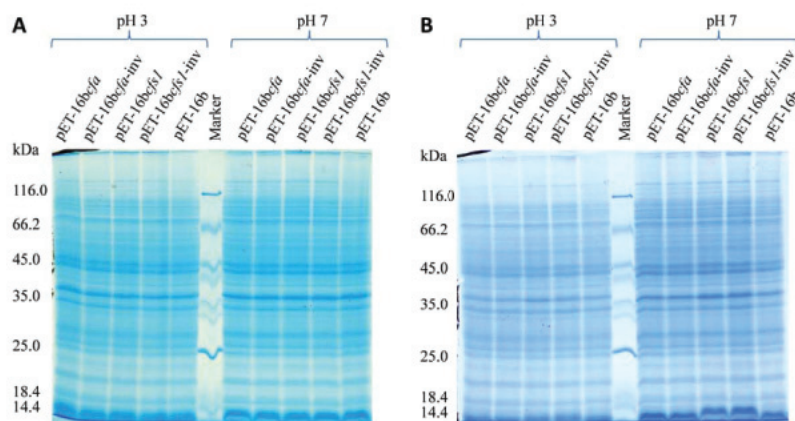 A
pH 3
pH 7
pET-16bcfa
pET-16bcfa-inv
pET-16bcfs1
pET-16bcfs1-inv
pET-16b
Marker
pET-16bcfa
pET-16bcfa-inv
pET-16bcfs1
pET-16bcfs1-inv
pET-16b
kDa
116.0
66.2
45.0
35.0
25.0
18.4
14.4
B
pH 3
pH 7
pET-16bcfa
pET-16bcfa-inv
pET-16bcfs1
pET-16bcfs1-inv
pET-16b
Marker
pET-16bcfa
pET-16bcfa-inv
pET-16bcfs1
pET-16bcfs1-inv
pET-16b
kDa
116.0
66.2
45.0
35.0
25.0
18.4
14.4